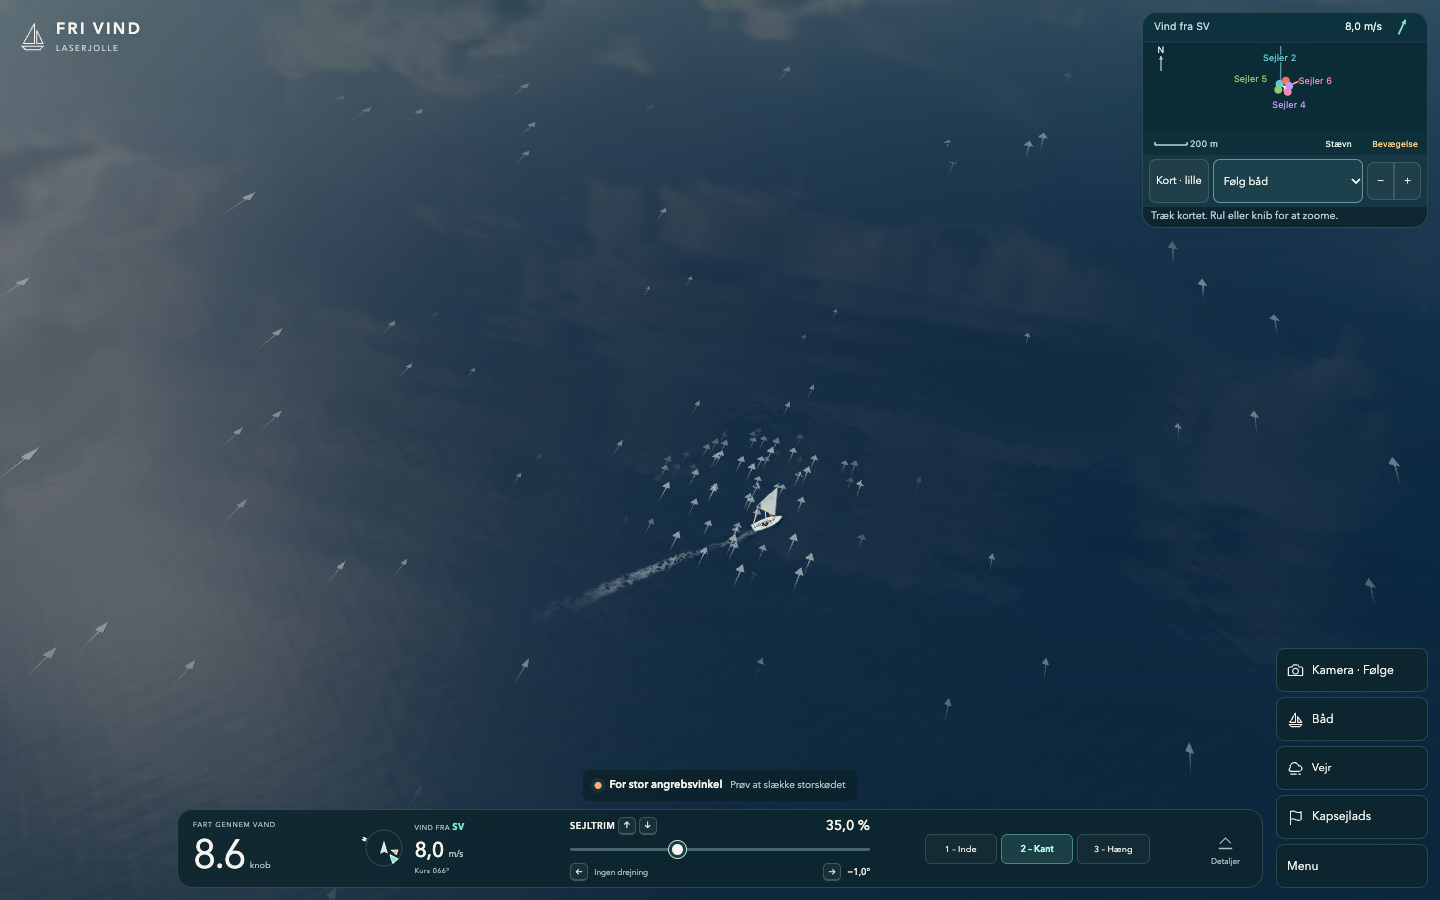 FRI VIND
LASERJOLLE
Vind fra SV
8,0 m/s
N
Sejler 2
Sejler 5
Sejler 6
Sejler 4
200 m
Stævn
Bevægelse
Kort · lille
Følg båd
−
+
Træk kortet. Rul eller knib for at zoome.
Kamera · Følge
Båd
Vejr
Kapsejlads
Menu
For stor angrebsvinkel Prøv at slække storskødet
FART GENNEM VAND
8.6 knob
VIND FRA SV
8,0 m/s
Kurs 066°
SEJLTRIM ↑ ↓ 35,0 %
← Ingen drejning → −1,0°
1 – Inde
2 – Kant
3 – Hæng
Detaljer